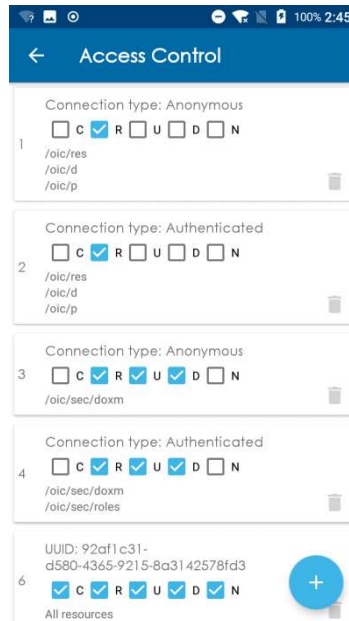 100% 2:45
Access Control
Connection type: Anonymous
C R U D N
1
/oic/res
/oic/d
/oic/p
Connection type: Authenticated
C R U D N
2
/oic/res
/oic/d
/oic/p
Connection type: Anonymous
3
C R U D N
/oic/sec/doxm
Connection type: Authenticated
C R U D N
4
/oic/sec/doxm
/oic/sec/roles
UUID: 92af1c31-
d580-4365-9215-8a3142578fd3
6
C R U D N
All resources